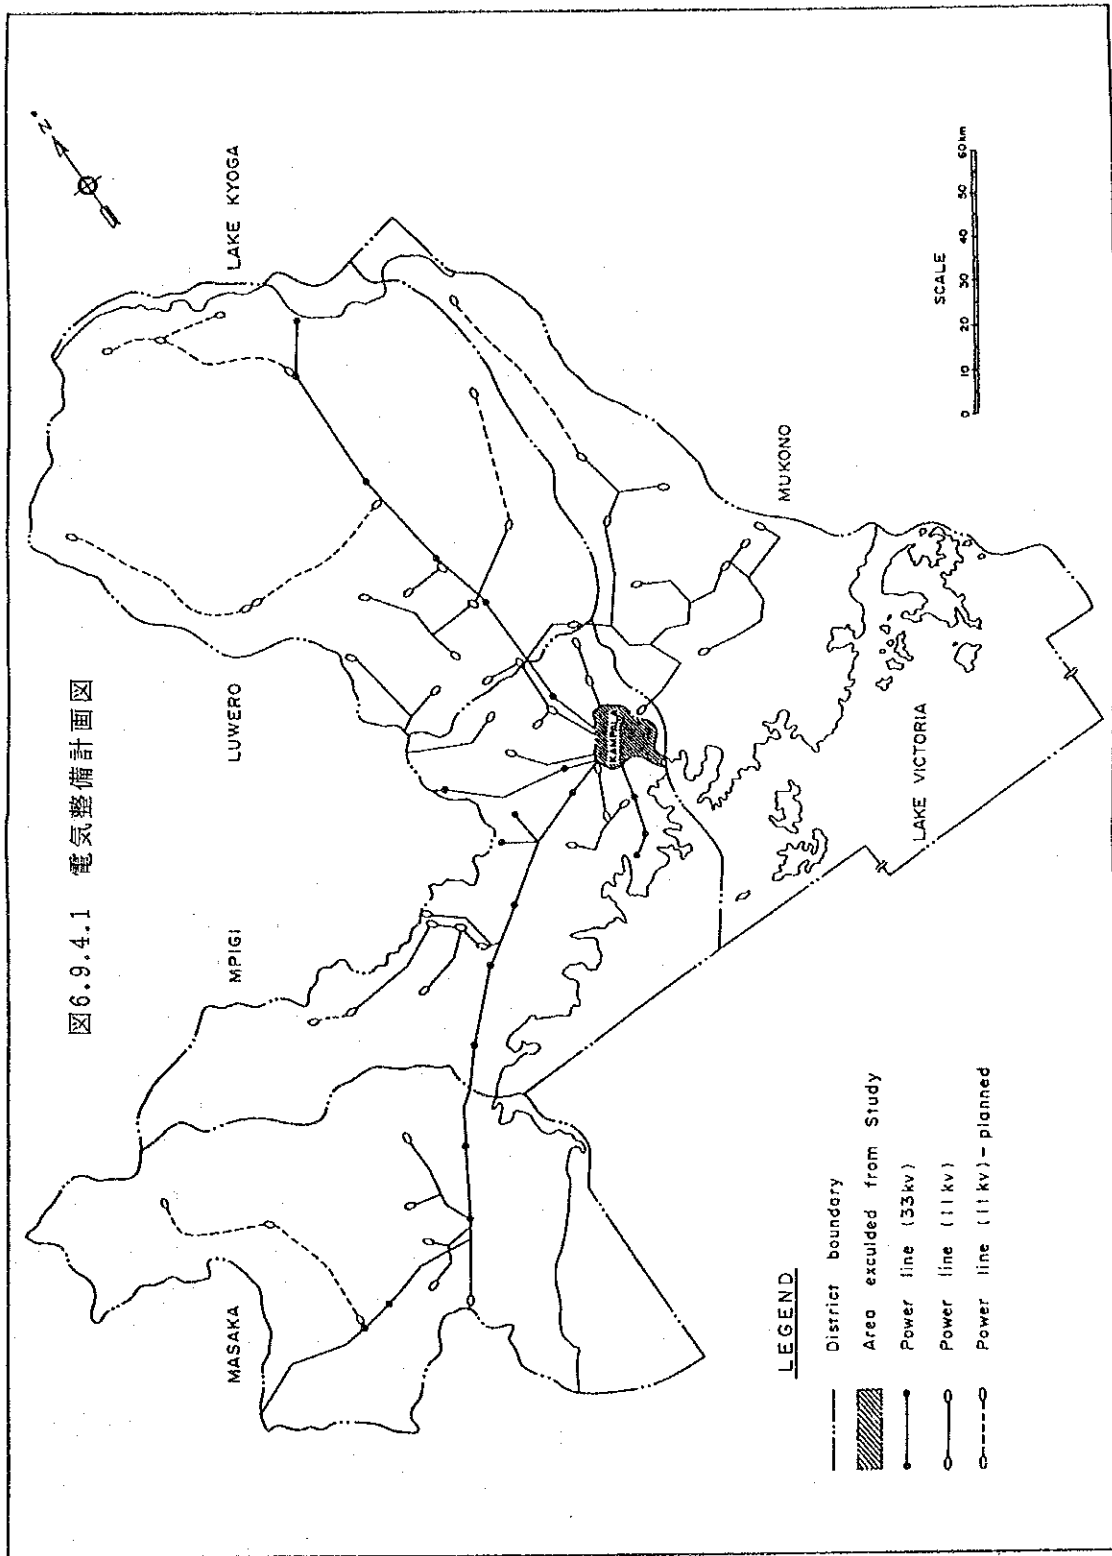 図6.9.4.1 電気整備計画図
N
LAKE KYOGA
LUWERO
MPIGI
MASAKA
MUKONO
KAMPALA
LAKE VICTORIA
SCALE
0 10 20 30 40 50 60km
LEGEND
District boundary
Area exculded from Study
Power line (33kv)
Power line (11kv)
Power line (11kv)-planned